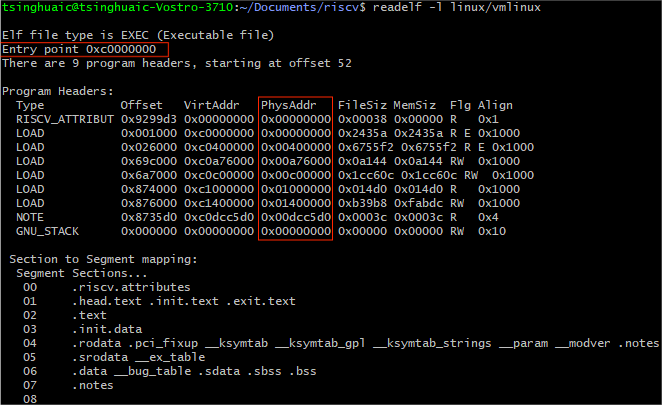 tsinghuaic@tsinghuaic-Vostro-3710:~/Documents/riscv$ readelf -l linux/vmlinux
Elf file type is EXEC (Executable file)
Entry point 0xc0000000
There are 9 program headers, starting at offset 52
Program Headers:
Type Offset VirtAddr PhysAddr FileSiz MemSiz Flg Align
RISCV_ATTRIBUT 0x9299d3 0x00000000 0x00000000 0x00038 0x00000 R 0x1
LOAD 0x001000 0xc0000000 0x00000000 0x2435a 0x2435a R E 0x1000
LOAD 0x026000 0xc0400000 0x00400000 0x6755f2 0x6755f2 R E 0x1000
LOAD 0x69c000 0xc0a76000 0x00a76000 0x0a144 0x0a144 RW 0x1000
LOAD 0x6a7000 0xc0c00000 0x00c00000 0x1cc60c 0x1cc60c RW 0x1000
LOAD 0x874000 0xc1000000 0x01000000 0x014d0 0x014d0 R 0x1000
LOAD 0x876000 0xc1400000 0x01400000 0xb39b8 0xfabdc RW 0x1000
NOTE 0x8735d0 0xc0dcc5d0 0x00dcc5d0 0x0003c 0x0003c R 0x4
GNU_STACK 0x000000 0x00000000 0x00000000 0x00000 0x00000 RW 0x10
Section to Segment mapping:
Segment Sections...
00 .riscv.attributes
01 .head.text .init.text .exit.text
02 .text
03 .init.data
04 .rodata .pci_fixup __ksymtab __ksymtab_gpl __ksymtab_strings __param __modver .notes
05 .srodata __ex_table
06 .data __bug_table .sdata .sbss .bss
07 .notes
08